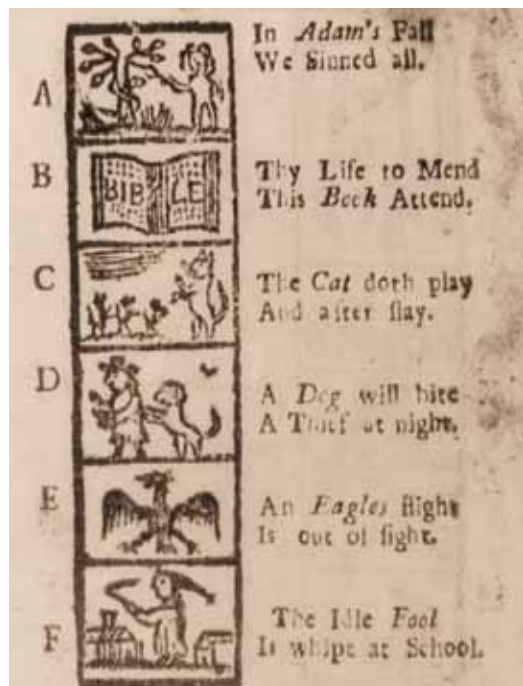 In Adam's Fall
We Sinned all.
A
B
BIBLE
Thy Life to Mend
This Book Attend.
C
The Cat doth play
And after slay.
D
A Dog will bite
A Thief at night.
E
An Eagles flight
Is out of sight.
F
The Idle Fool
Is whipt at School.